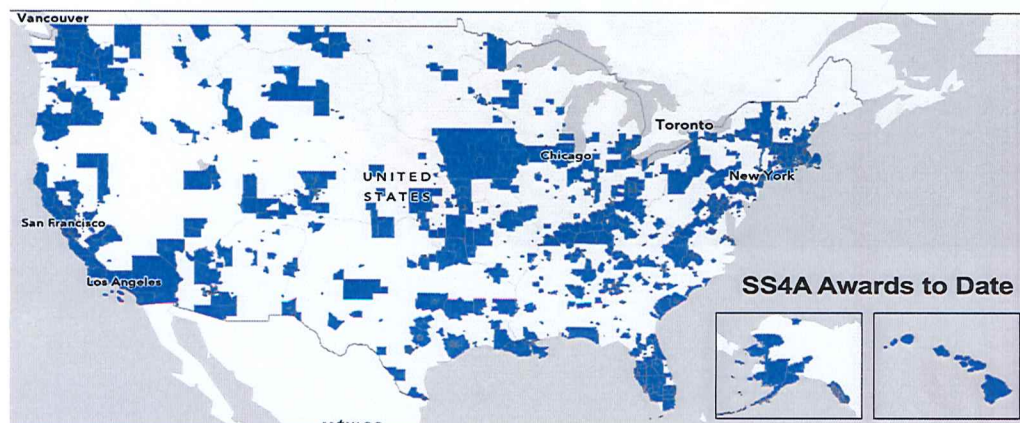 Vancouver
Toronto
Chicago
New York
UNITED
STATES
San Francisco
Los Angeles
SS4A Awards to Date